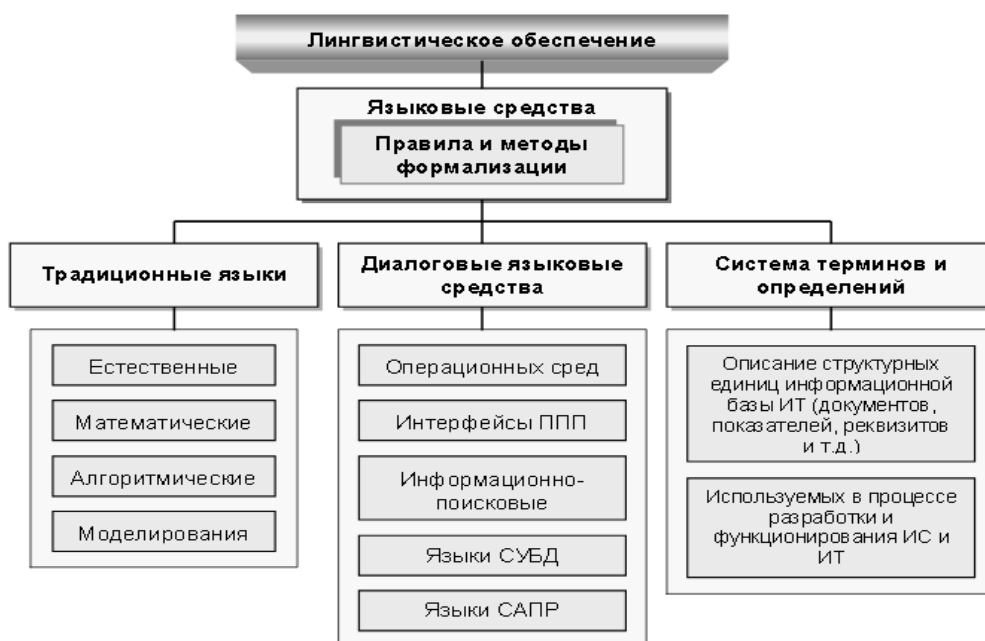 Лингвистическое обеспечение
Языковые средства
Правила и методы
формализации
Традиционные языки
Естественные
Математические
Алгоритмические
Моделирования
Диалоговые языковые
средства
Операционных сред
Интерфейсы ППП
Информационно-
поисковые
Языки СУБД
Языки САПР
Система терминов и
определений
Описание структурных
единиц информационной
базы ИТ (документов,
показателей, реквизитов
и т.д.)
Используемых в процессе
разработки и
функционирования ИС и
ИТ